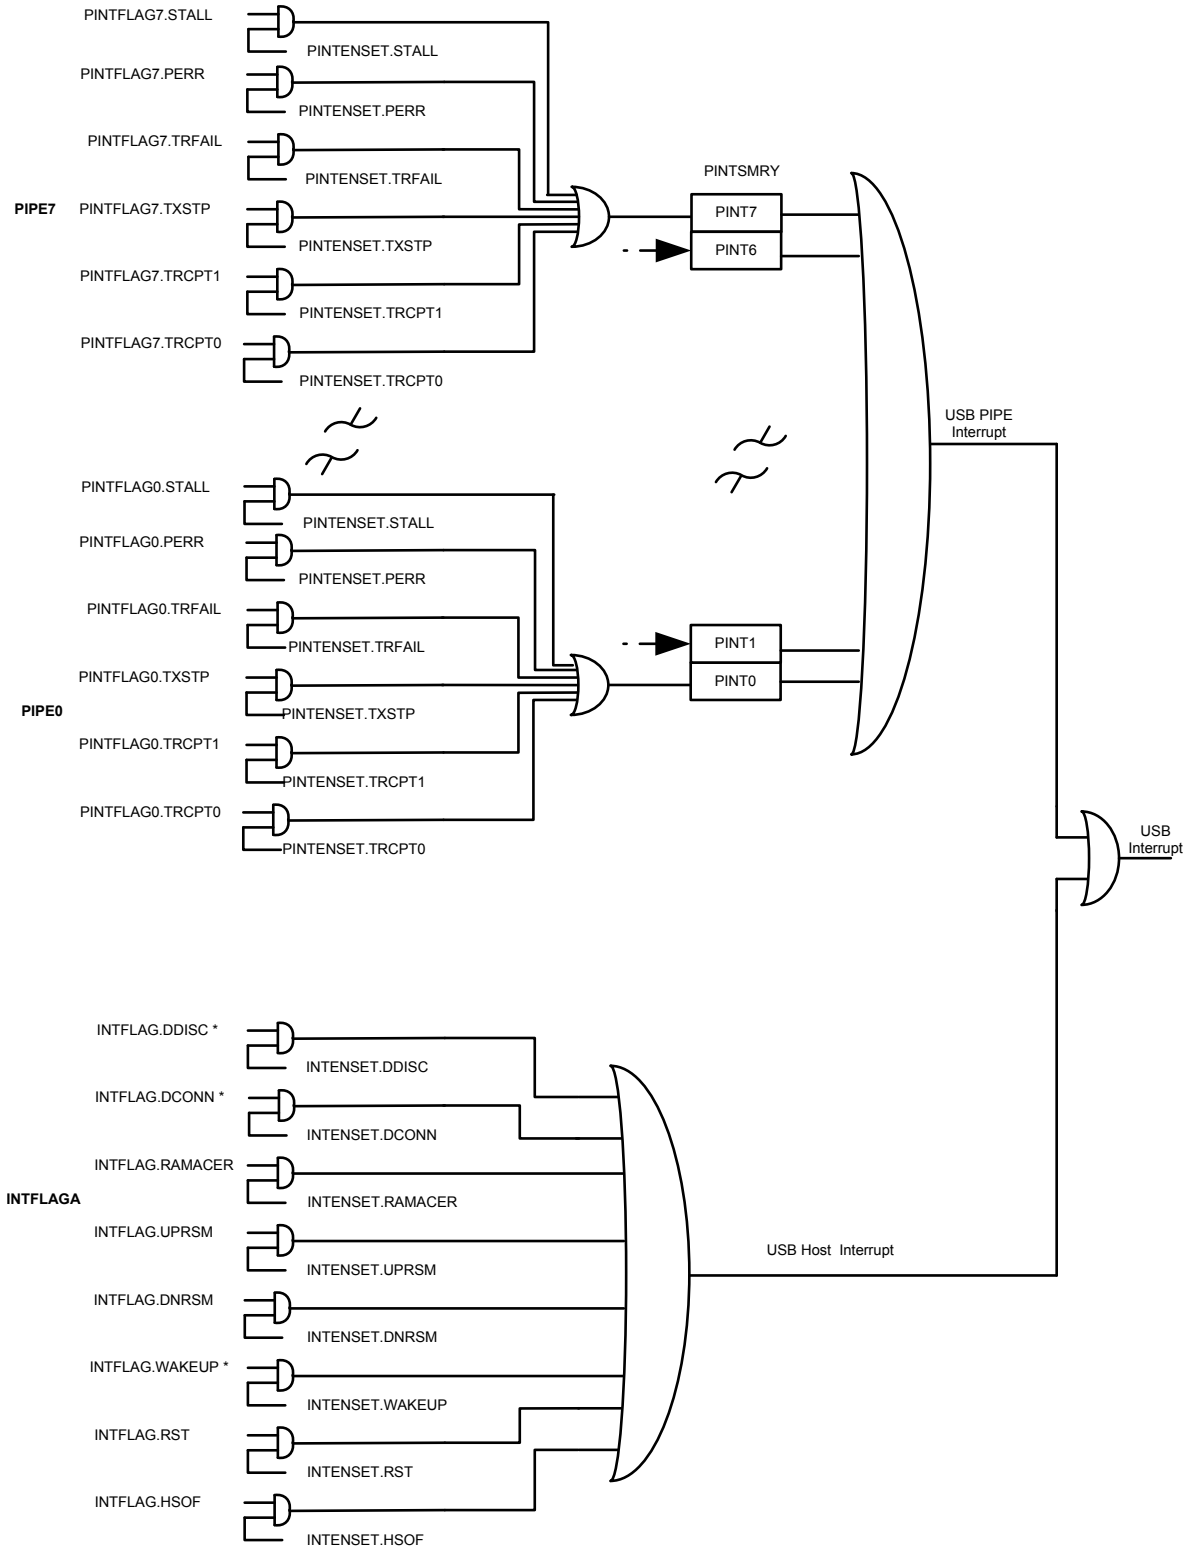 PINTFLAG7.STALL
PINTENSET.STALL
PINTFLAG7.PERR
PINTENSET.PERR
PINTFLAG7.TRFAIL
PINTENSET.TRFAIL
PIPE7
PINTFLAG7.TXSTP
PINTENSET.TXSTP
PINTFLAG7.TRCPT1
PINTENSET.TRCPT1
PINTFLAG7.TRCPT0
PINTENSET.TRCPT0
PINTSMRY
PINT7
PINT6
USB PIPE
Interrupt
PINTFLAG0.STALL
PINTENSET.STALL
PINTFLAG0.PERR
PINTENSET.PERR
PINTFLAG0.TRFAIL
PINTENSET.TRFAIL
PINTFLAG0.TXSTP
PINTENSET.TXSTP
PIPE0
PINTFLAG0.TRCPT1
PINTENSET.TRCPT1
PINTFLAG0.TRCPT0
PINTENSET.TRCPT0
PINT1
PINT0
USB
Interrupt
INTFLAG.DDISC *
INTENSET.DDISC
INTFLAG.DCONN *
INTENSET.DCONN
INTFLAG.RAMACER
INTENSET.RAMACER
INTFLAGA
INTFLAG.UPRSM
INTENSET.UPRSM
INTFLAG.DNRSM
INTENSET.DNRSM
INTFLAG.WAKEUP *
INTENSET.WAKEUP
INTFLAG.RST
INTENSET.RST
INTFLAG.HSOF
INTENSET.HSOF
USB Host Interrupt